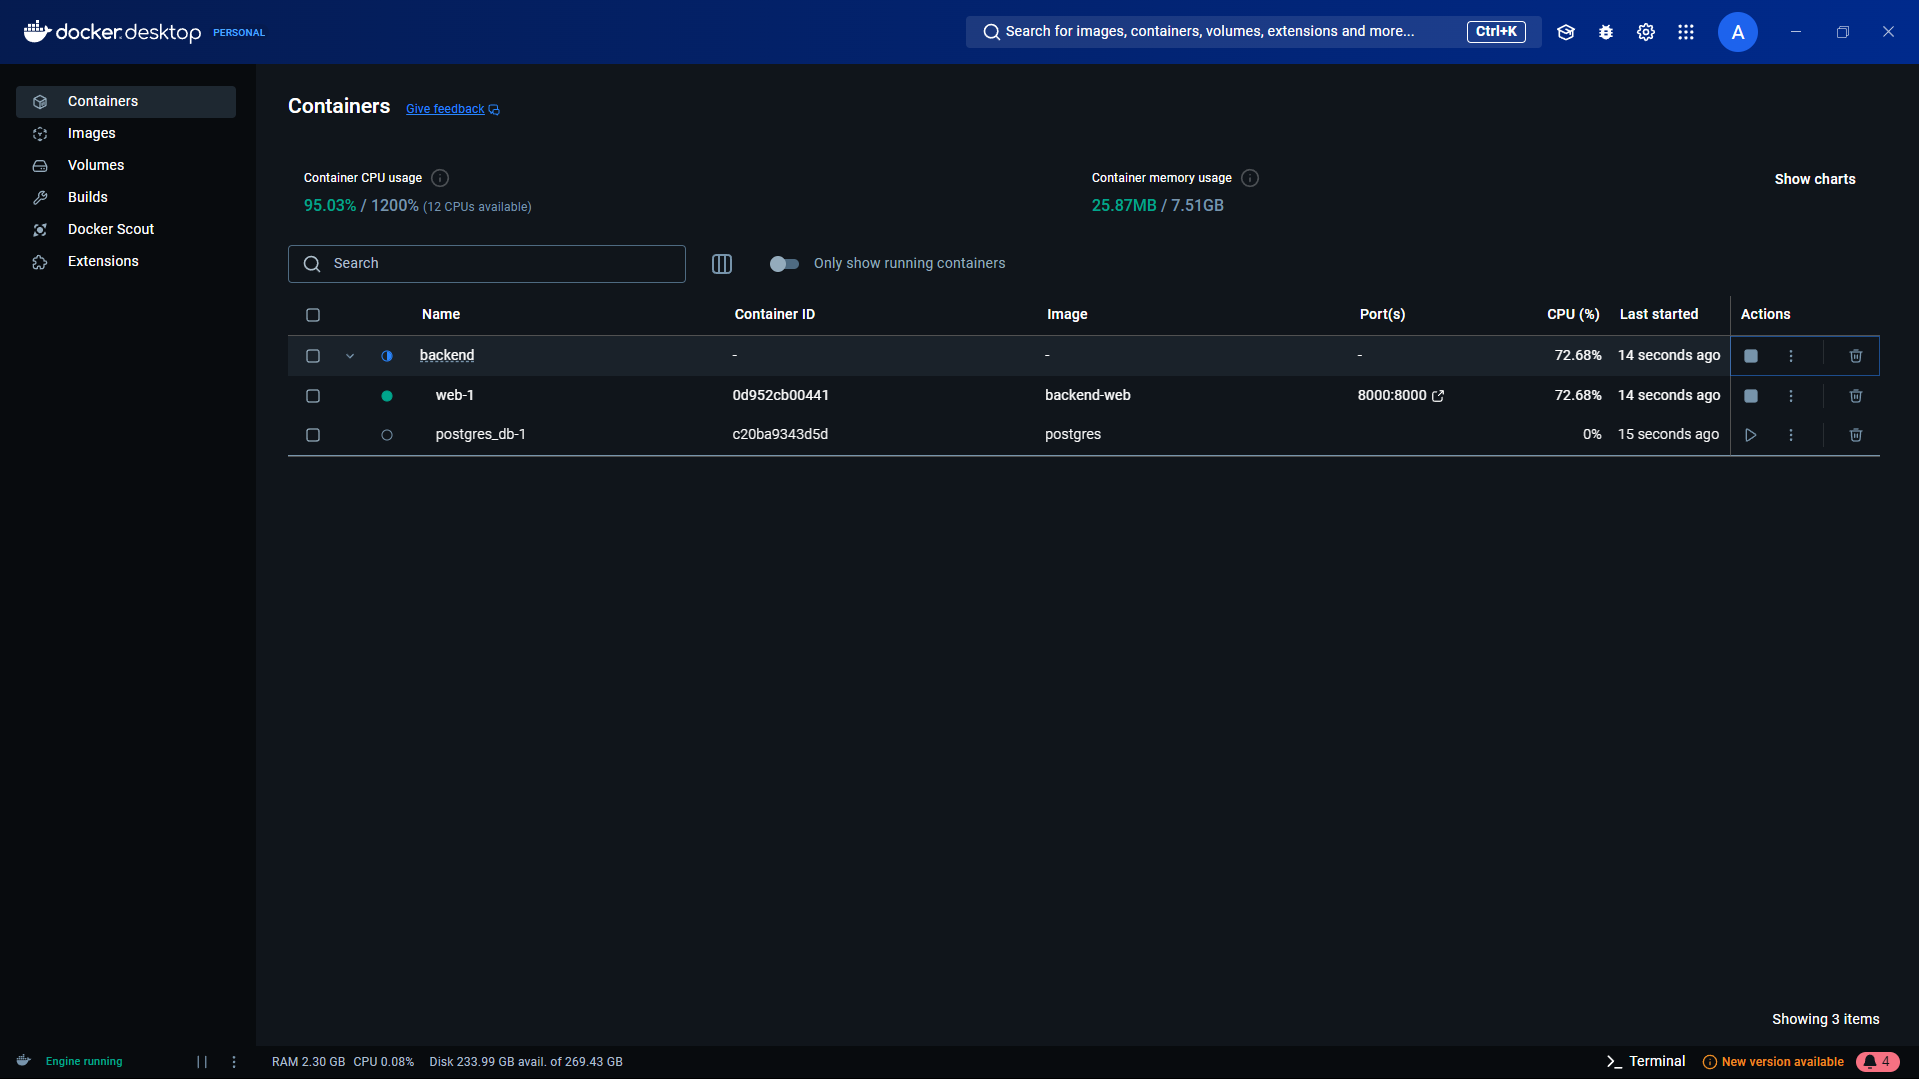 docker.desktop PERSONAL
Search for images, containers, volumes, extensions and more... Ctrl+K
A
Containers
Images
Volumes
Builds
Docker Scout
Extensions
Containers Give feedback
Container CPU usage
95.03% / 1200% (12 CPUs available)
Container memory usage
25.87MB / 7.51GB
Show charts
Search
Only show running containers
Name Container ID Image Port(s) CPU (%) Last started Actions
backend - - - 72.68% 14 seconds ago
web-1 0d952cb00441 backend-web 8000:8000 72.68% 14 seconds ago
postgres_db-1 c20ba9343d5d postgres 0% 15 seconds ago
Showing 3 items
Engine running
RAM 2.30 GB CPU 0.08% Disk 233.99 GB avail. of 269.43 GB
Terminal
New version available
4